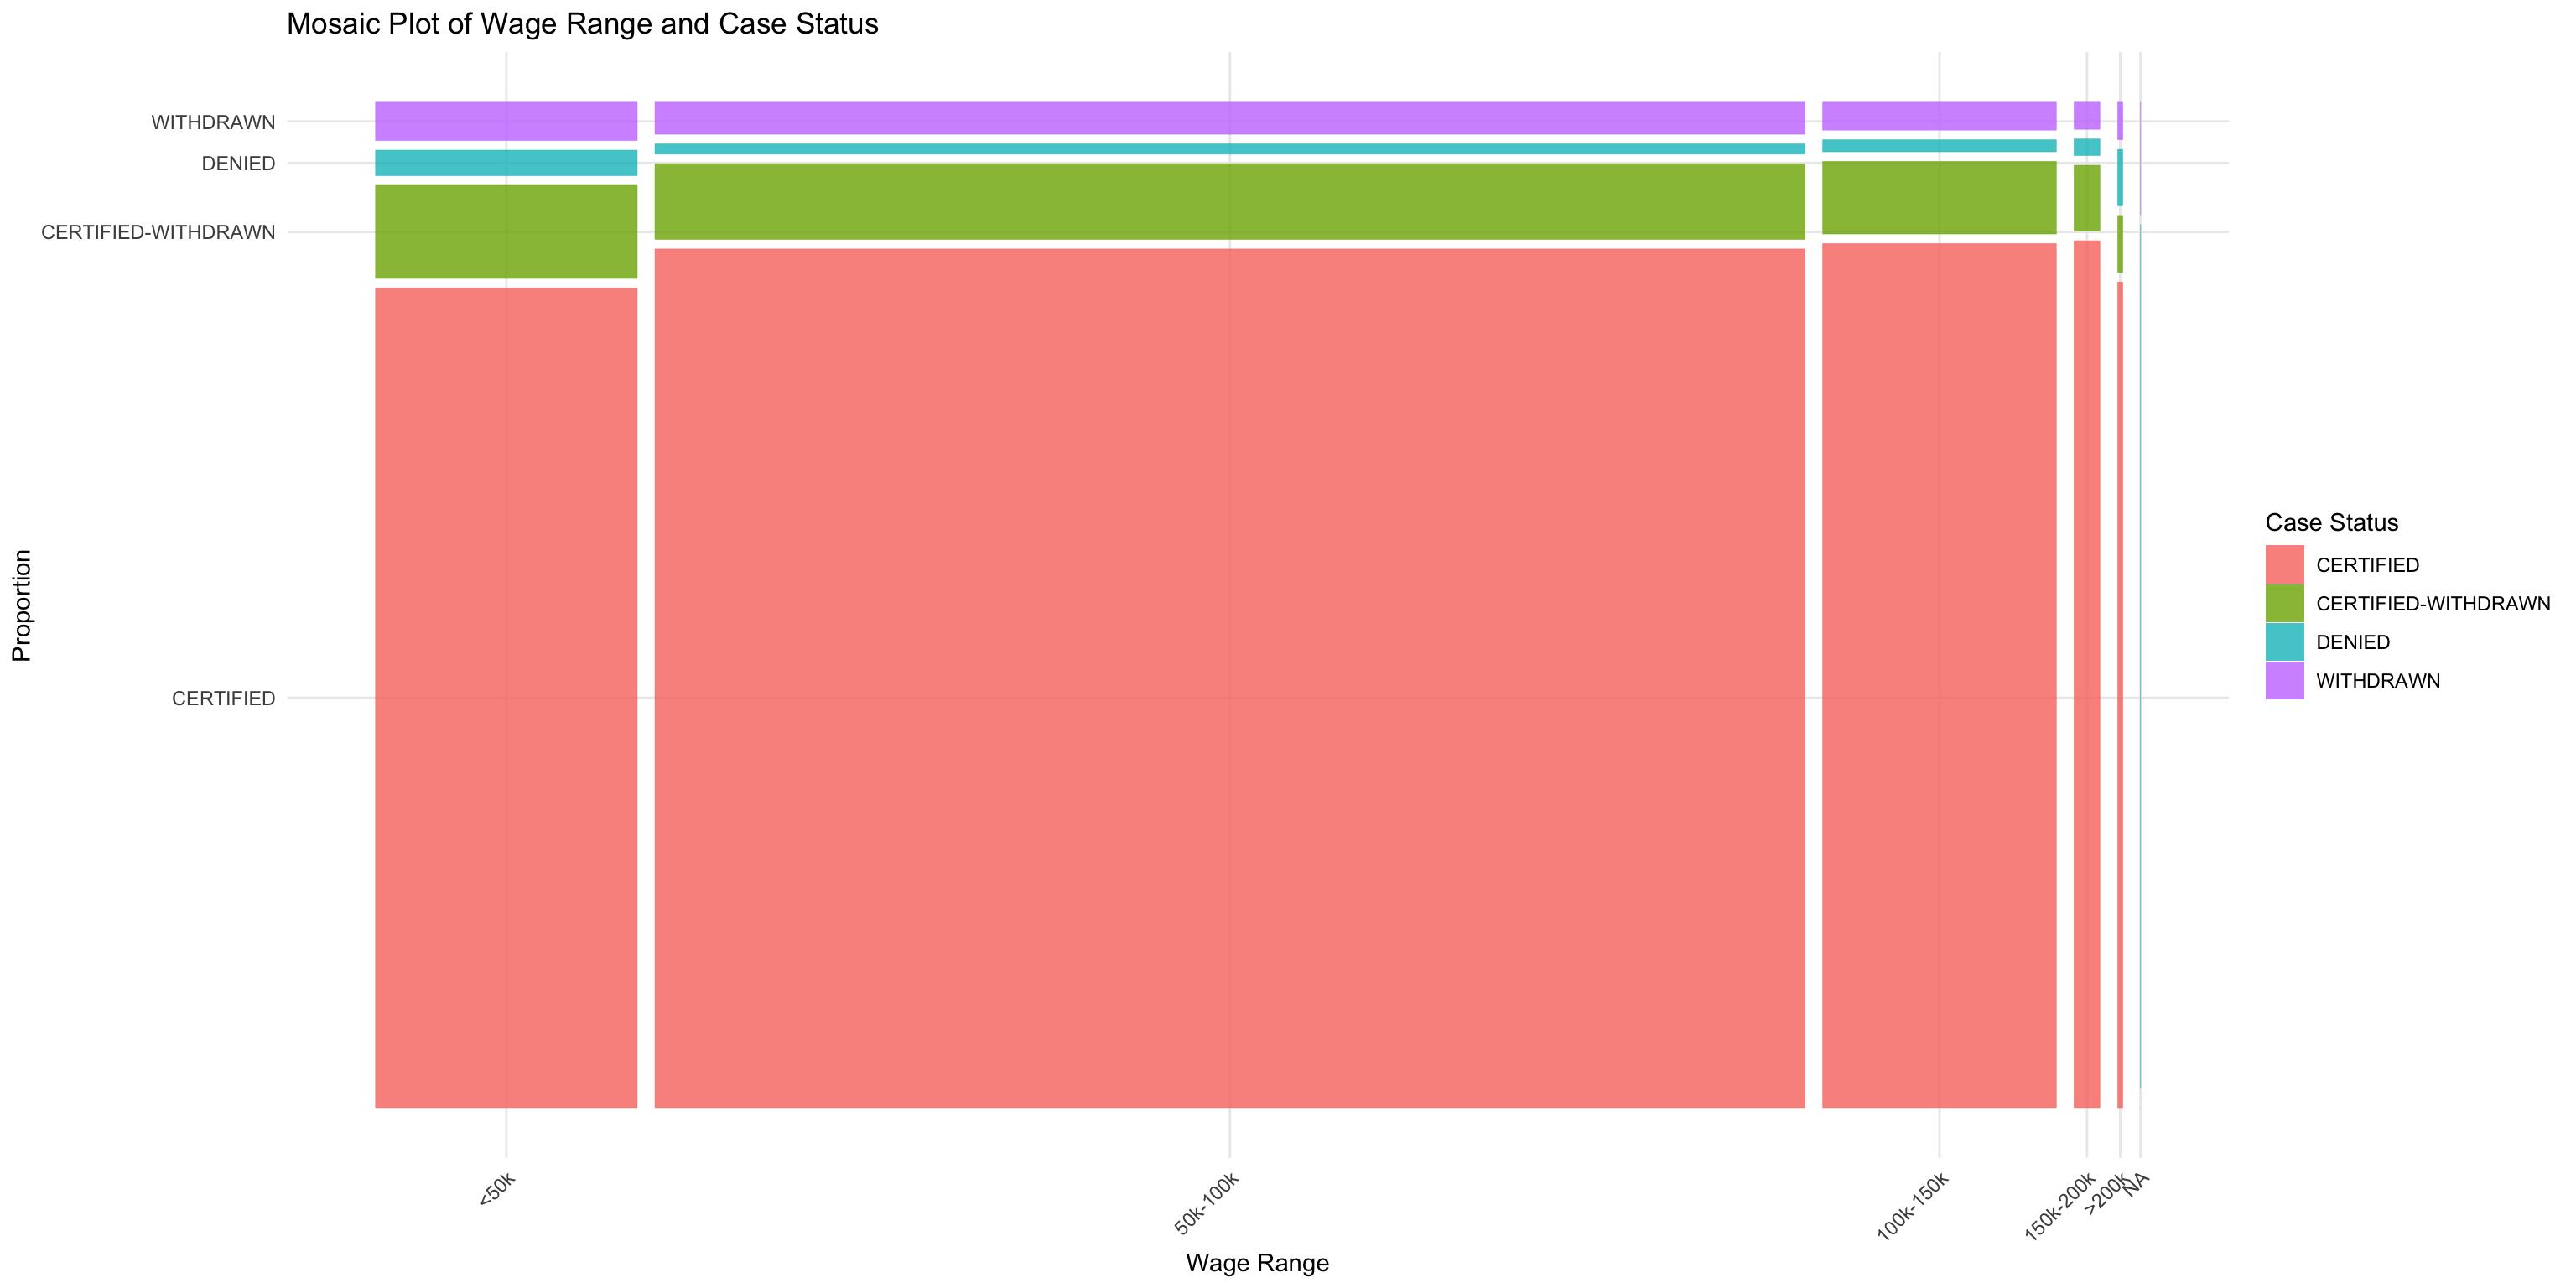 Mosaic Plot of Wage Range and Case Status
WITHDRAWN
DENIED
CERTIFIED-WITHDRAWN
CERTIFIED
Proportion
<50k
50k-100k
100k-150k
150k-200k
>200k
NA
Wage Range
Case Status
CERTIFIED
CERTIFIED-WITHDRAWN
DENIED
WITHDRAWN